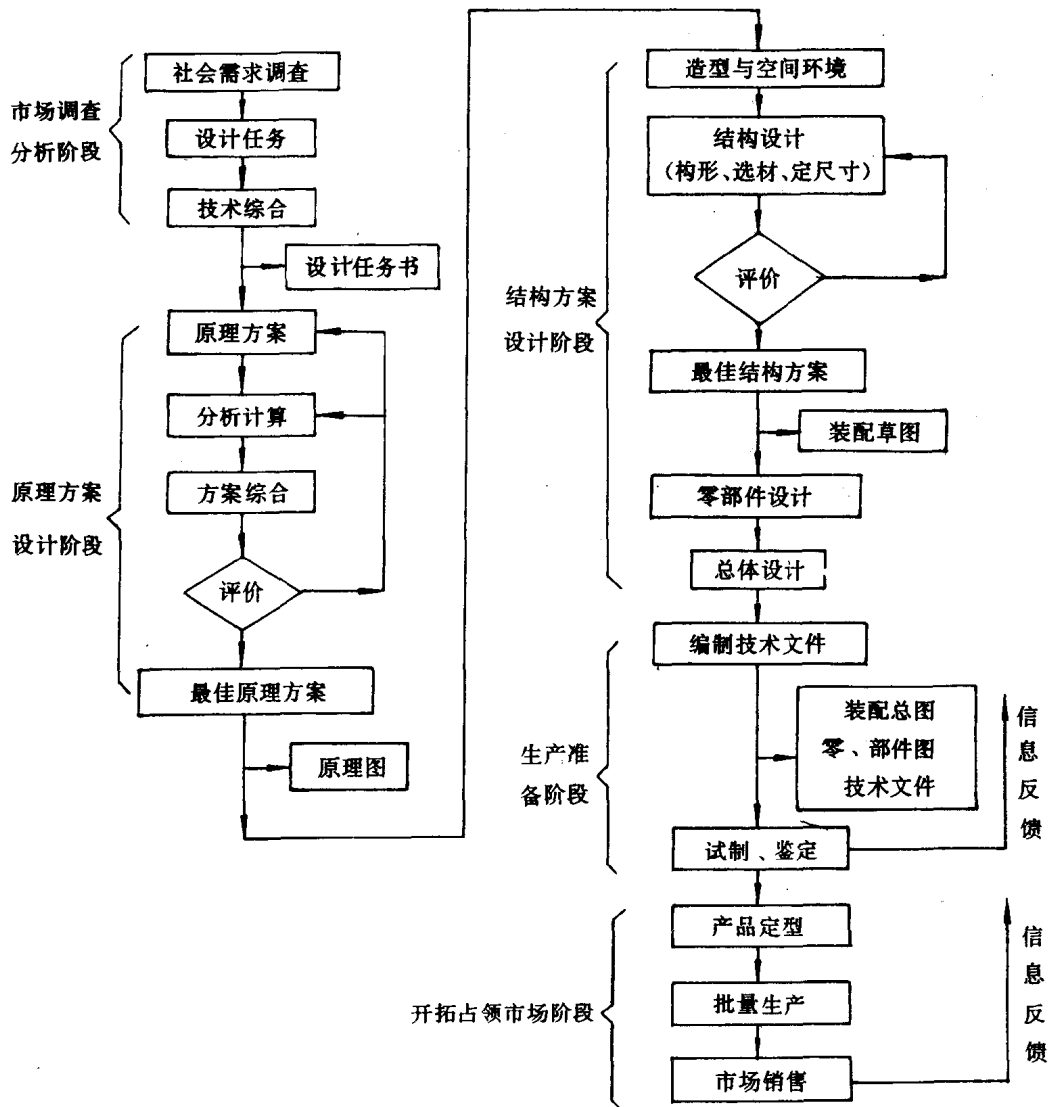 市场调查
分析阶段
社会需求调查
设计任务
技术综合
设计任务书
原理方案
设计阶段
原理方案
分析计算
方案综合
评价
最佳原理方案
原理图
结构方案
设计阶段
造型与空间环境
结构设计
（构形、选材、定尺寸）
评价
最佳结构方案
装配草图
零部件设计
总体设计
生产准
备阶段
编制技术文件
装配总图
零、部件图
技术文件
试制、鉴定
信息反馈
开拓占领市场阶段
产品定型
批量生产
市场销售
信息反馈